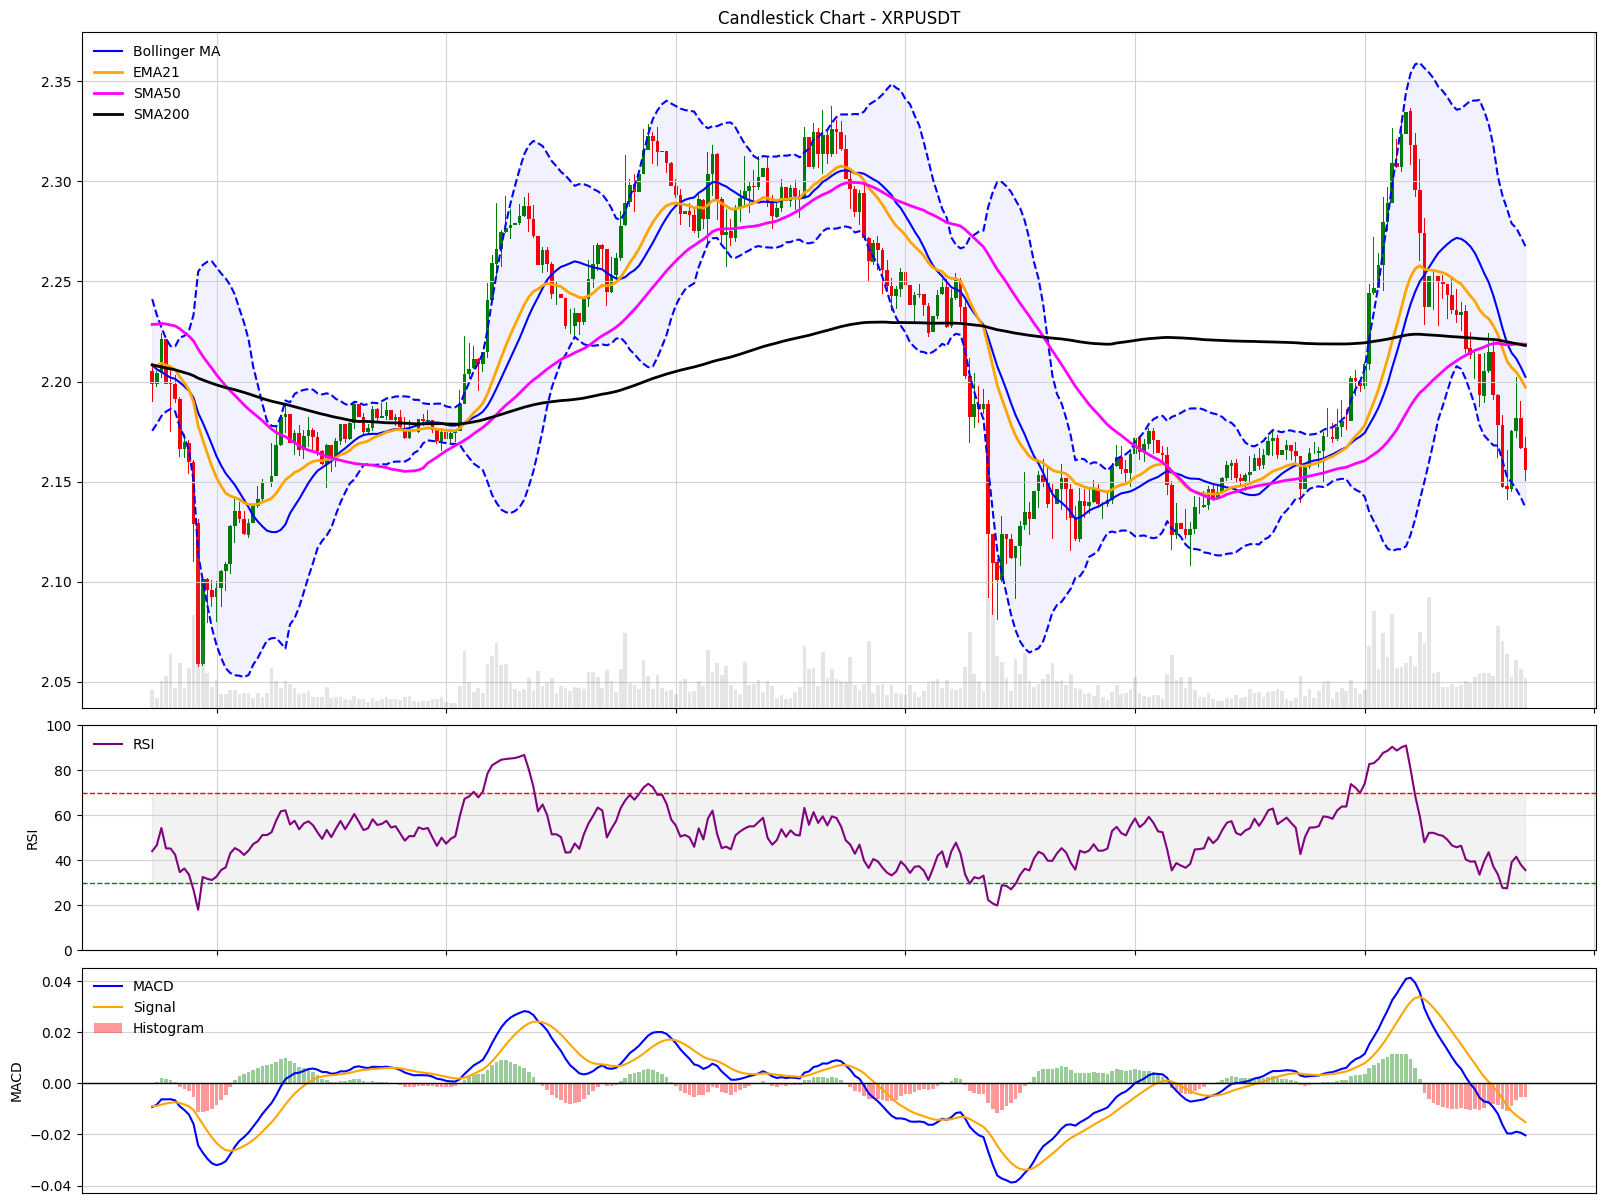 Candlestick Chart - XRPUSDT
Bollinger MA
EMA21
SMA50
SMA200
2.35
2.30
2.25
2.20
2.15
2.10
2.05
RSI
RSI
100
80
60
40
20
0
MACD
Signal
Histogram
MACD
0.04
0.02
0.00
−0.02
−0.04